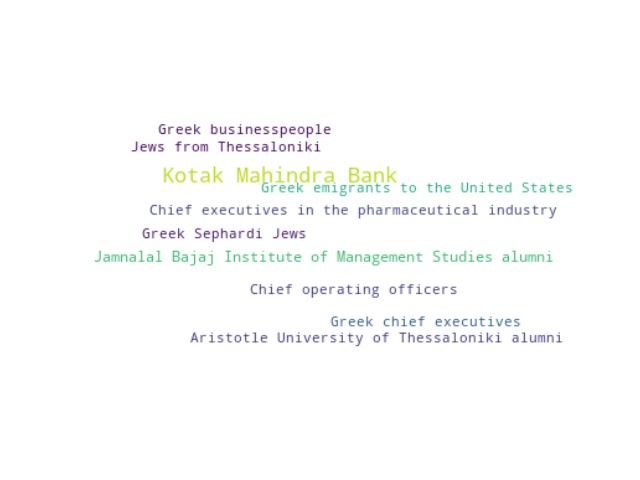 Greek businesspeople
Jews from Thessaloniki
Kotak Mahindra Bank
Greek emigrants to the United States
Chief executives in the pharmaceutical industry
Greek Sephardi Jews
Jamnalal Bajaj Institute of Management Studies alumni
Chief operating officers
Greek chief executives
Aristotle University of Thessaloniki alumni